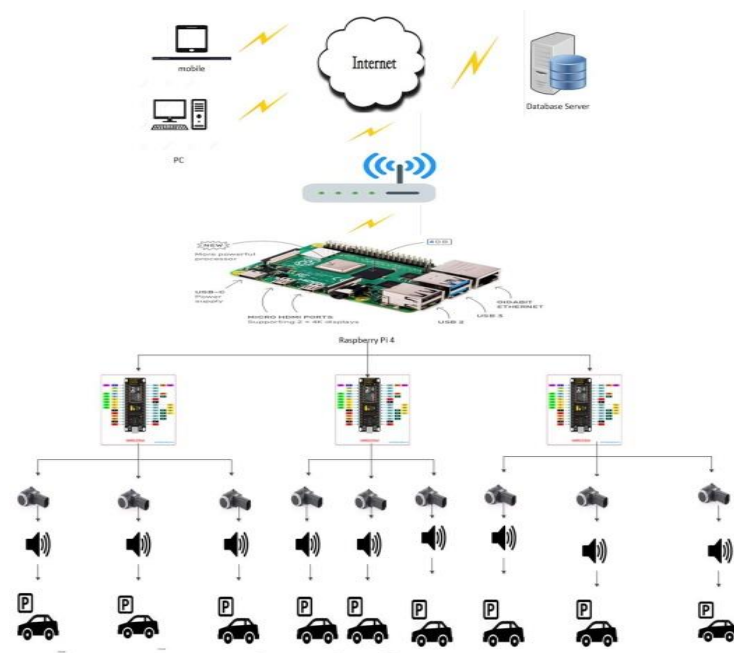 mobile
Internet
Database Server
PC
NEW
More powerful
processor
USB-C
Power
supply
MICRO HDMI PORTS
Supporting 2 x 4K displays
USB 2
USB 3
GIGABIT
ETHERNET
Raspberry Pi 4
P
P
P
P
P
P
P
P
P